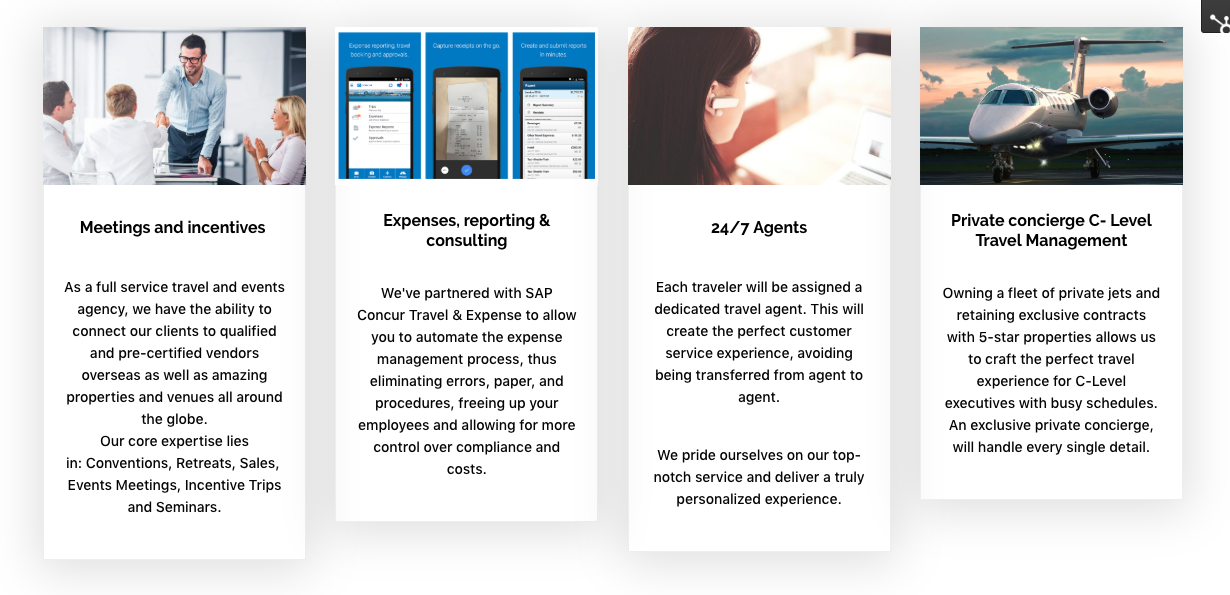 Expense reporting, travel
booking and approvals.
Capture receipts on the go.
Create and submit reports
in minutes.
Trips
Expenses
Expense Reports
Approvals
Meetings and incentives
As a full service travel and events
agency, we have the ability to
connect our clients to qualified
and pre-certified vendors
overseas as well as amazing
properties and venues all around
the globe.
Our core expertise lies
in: Conventions, Retreats, Sales,
Events Meetings, Incentive Trips
and Seminars.
Expenses, reporting &
consulting
We've partnered with SAP
Concur Travel & Expense to allow
you to automate the expense
management process, thus
eliminating errors, paper, and
procedures, freeing up your
employees and allowing for more
control over compliance and
costs.
24/7 Agents
Each traveler will be assigned a
dedicated travel agent. This will
create the perfect customer
service experience, avoiding
being transferred from agent to
agent.
We pride ourselves on our top-
notch service and deliver a truly
personalized experience.
Private concierge C- Level
Travel Management
Owning a fleet of private jets and
retaining exclusive contracts
with 5-star properties allows us
to craft the perfect travel
experience for C-Level
executives with busy schedules.
An exclusive private concierge,
will handle every single detail.